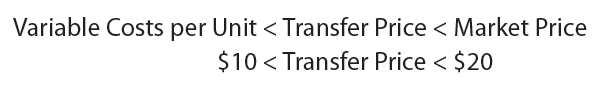 Variable Costs per Unit < Transfer Price < Market Price
$10 < Transfer Price < $20